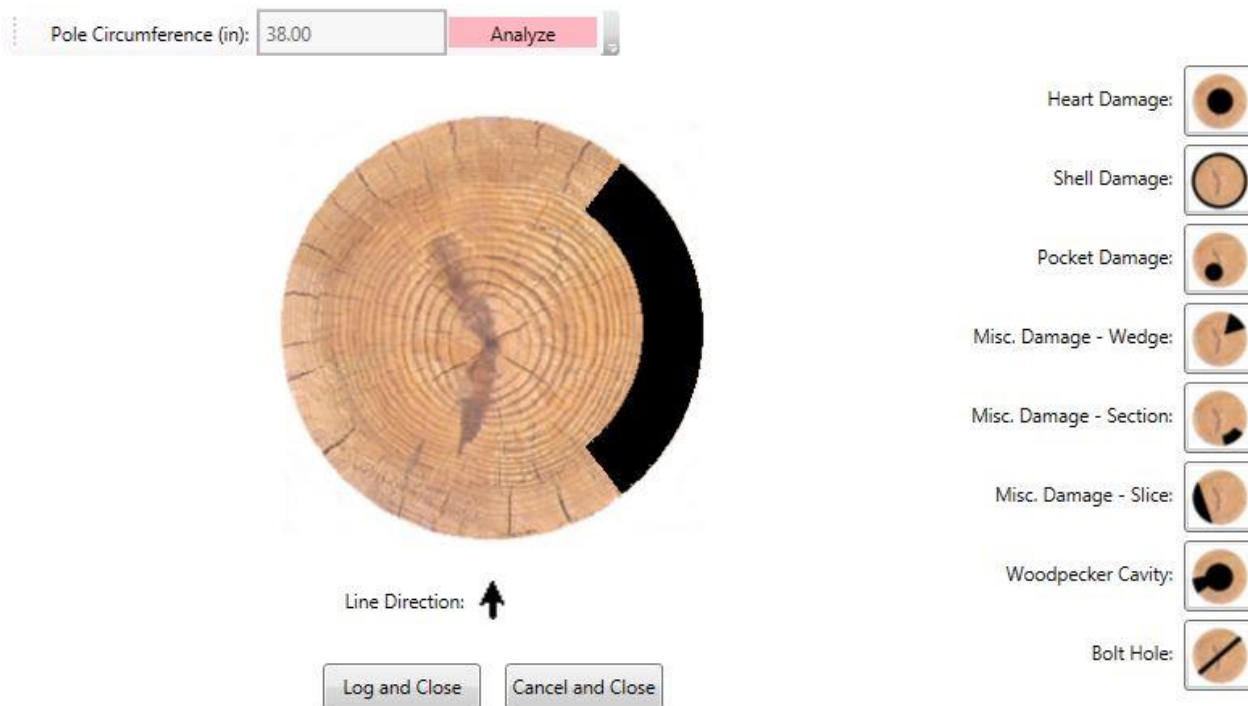 Pole Circumference (in): 38.00 Analyze
Heart Damage:
Shell Damage:
Pocket Damage:
Misc. Damage - Wedge:
Misc. Damage - Section:
Misc. Damage - Slice:
Woodpecker Cavity:
Bolt Hole:
Line Direction:
Log and Close Cancel and Close